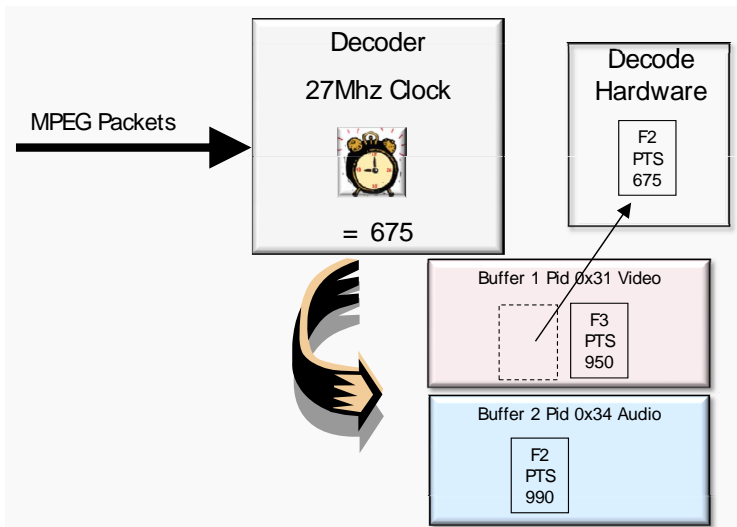 Decoder
27Mhz Clock
= 675
MPEG Packets
Decode
Hardware
F2
PTS
675
Buffer 1 Pid 0x31 Video
F3
PTS
950
Buffer 2 Pid 0x34 Audio
F2
PTS
990